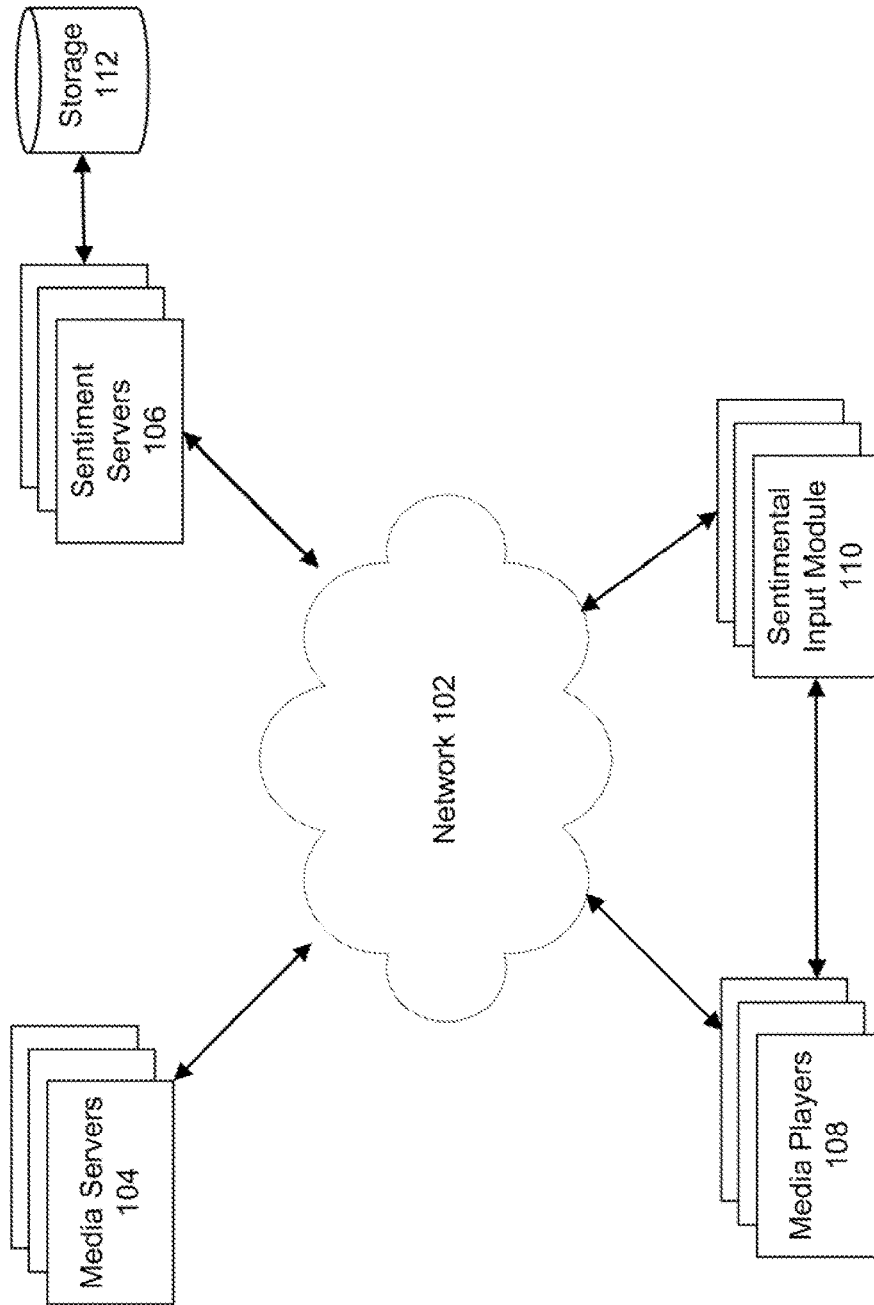 Media Servers
104
Sentiment
Servers
106
Storage
112
Network 102
Media Players
108
Sentimental
Input Module
110